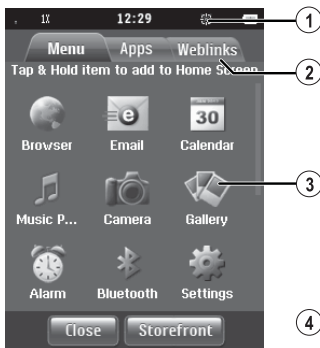 1X 12:29
Menu Apps Weblinks
Tap & Hold item to add to Home Screen
Browser Email Calendar
30
Music P... Camera Gallery
Alarm Bluetooth Settings
Close Storefront
1
2
3
4